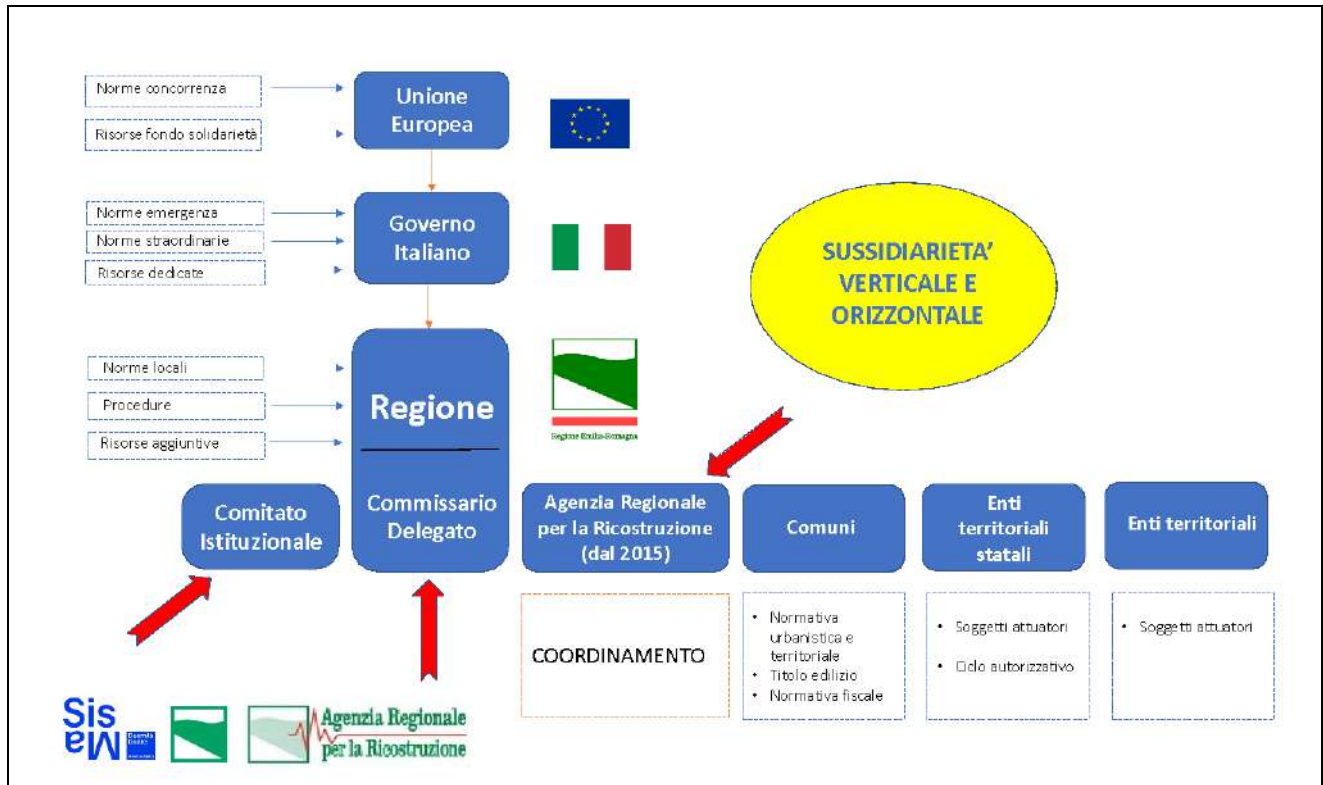 Norme concorrenza
Risorse fondo solidarietà
Unione
Europea
Norme emergenza
Norme straordinarie
Risorse dedicate
Governo
Italiano
SUSSIDIARIETA'
VERTICALE E
ORIZZONTALE
Norme locali
Procedure
Risorse aggiuntive
Regione
Regione Emilia-Romagna
Comitato
Istituzionale
Commissario
Delegato
Agenzia Regionale
per la Ricostruzione
(dal 2015)
Comuni
Enti
territoriali
statali
Enti territoriali
COORDINAMENTO
• Normativa
urbanistica e
territoriale
• Titolo edilizio
• Normativa fiscale
• Soggetti attuatori
• Ciclo autorizzativo
• Soggetti attuatori
Sis
Ma
Agenzia Regionale
per la Ricostruzione